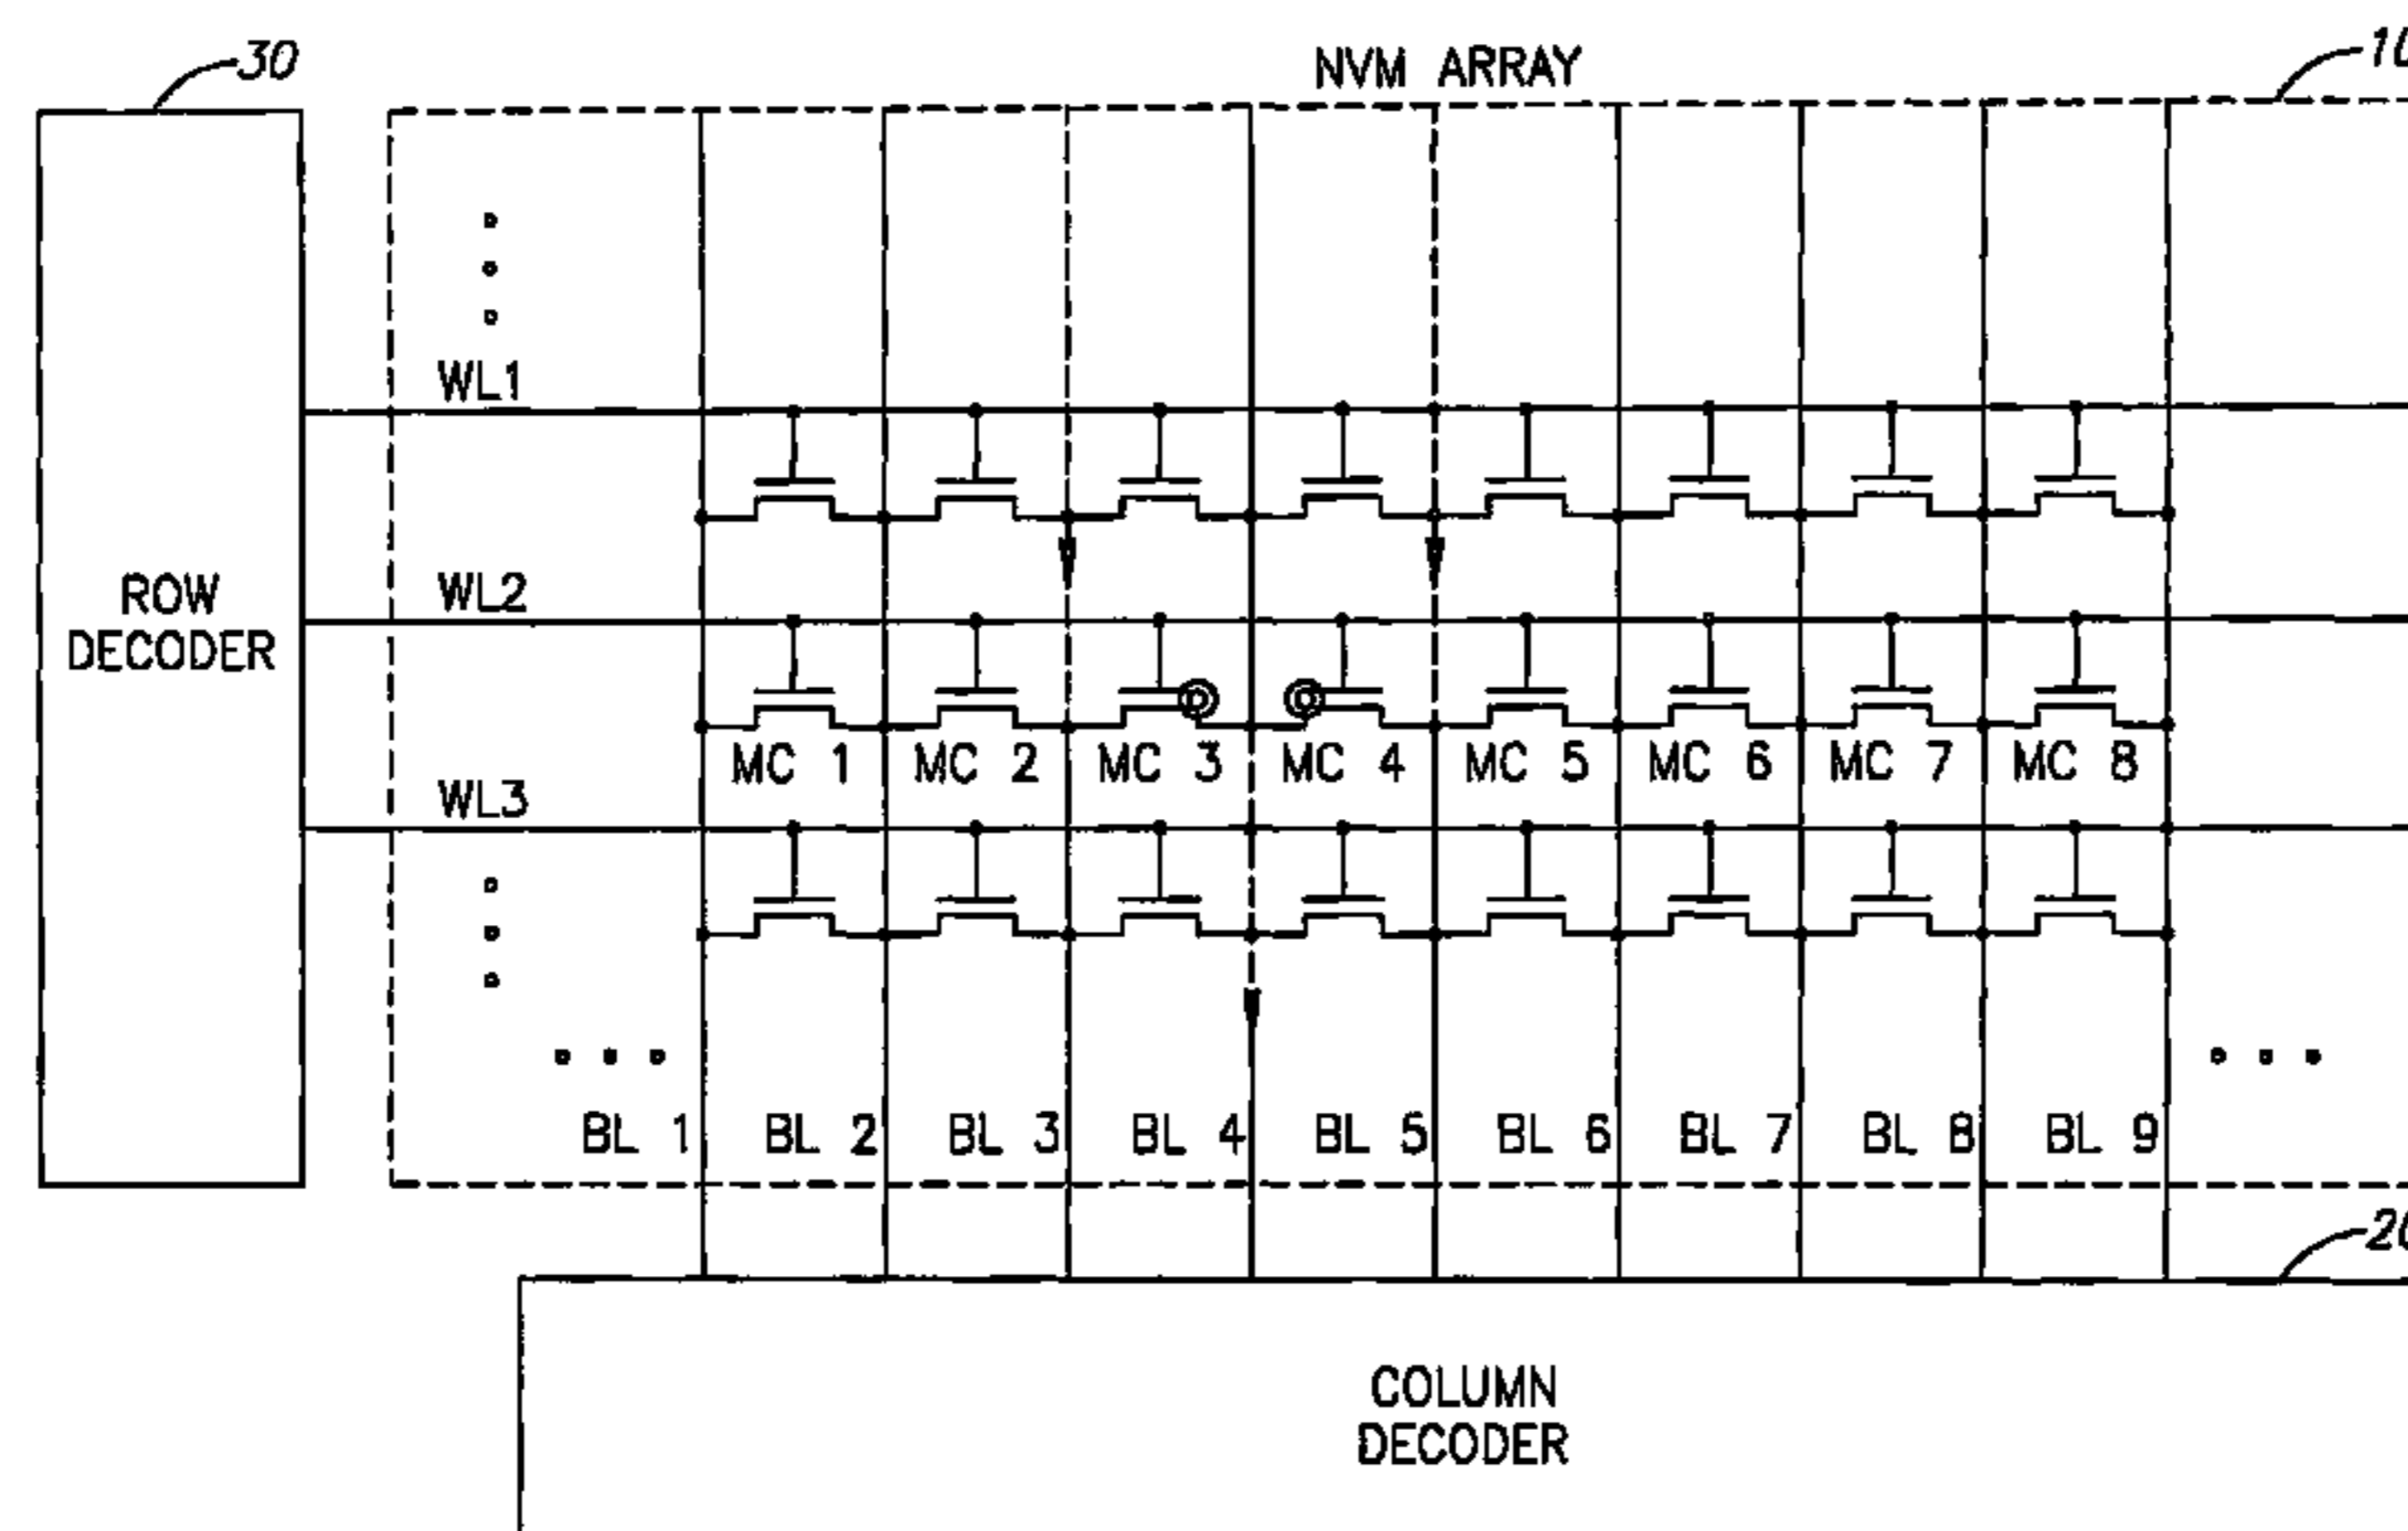 30
NVM ARRAY
WL1
WL2
ROW
DECODER
MC 1 MC 2 MC 3 MC 4 MC 5 MC 6 MC 7 MC 8
WL3
BL 1 BL 2 BL 3 BL 4 BL 5 BL 6 BL 7 BL 8 BL 9
COLUMN
DECODER